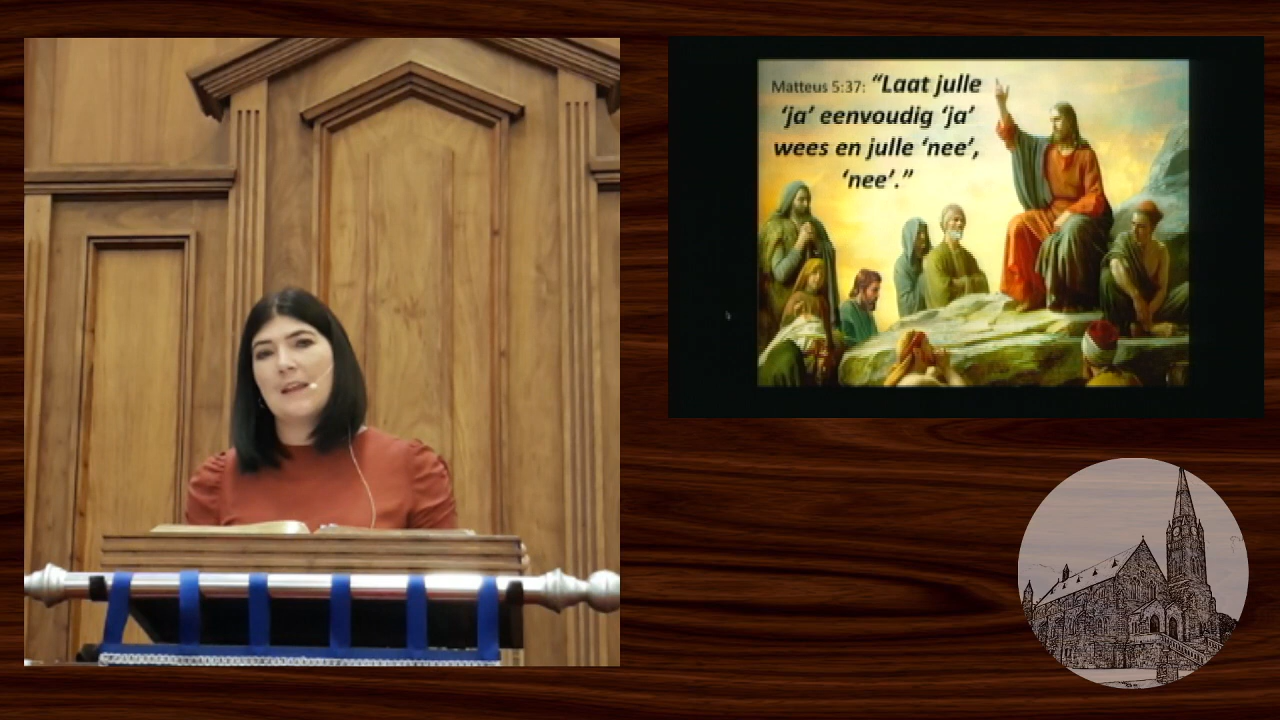 Matteus 5:37: “Laat julle
‘ja’ eenvoudig ‘ja’
wees en julle ‘nee’,
‘nee’.”